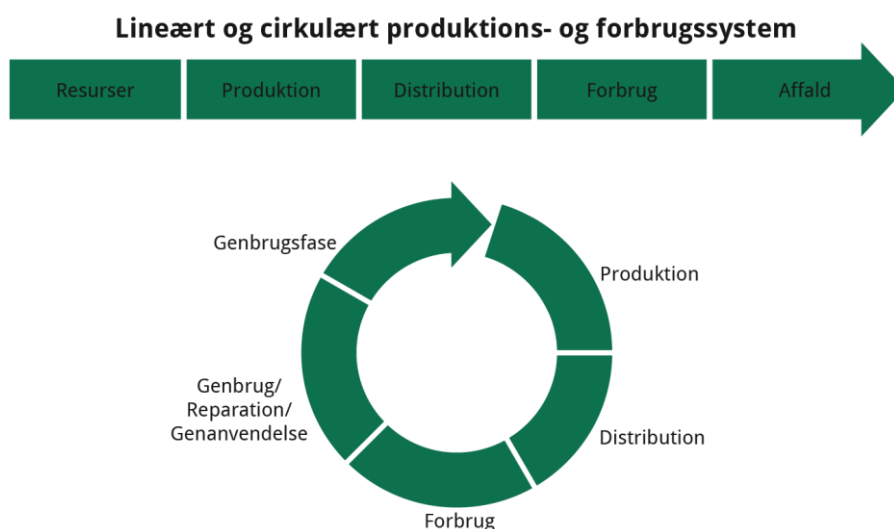 Lineært og cirkulært produktions- og forbrugssystem
Resurser
Produktion
Distribution
Forbrug
Affald
Genbrugsfase
Produktion
Genbrug/
Reparation/
Genanvendelse
Distribution
Forbrug